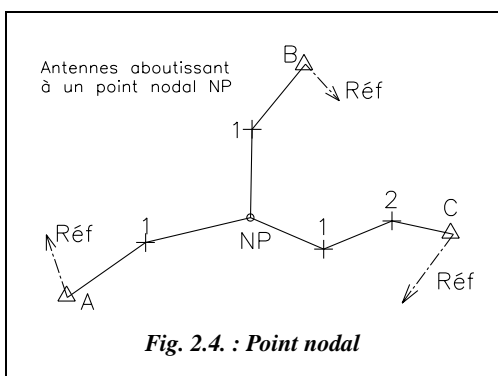 Antennes aboutissant
à un point nodal NP
B
Réf
1
2
C
1
Réf
NP
1
Réf
A
Fig. 2.4. : Point nodal